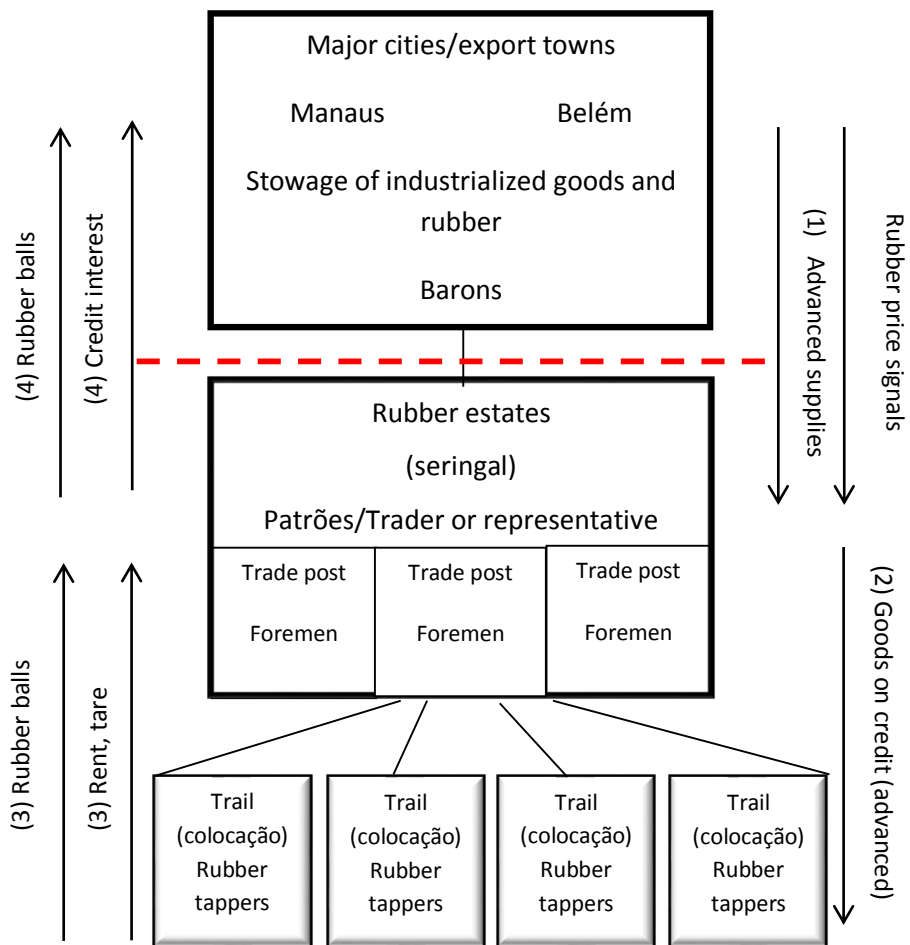 Major cities/export towns
Manaus
Belém
Stowage of industrialized goods and
rubber
Barons
(4) Rubber balls
(4) Credit interest
(1) Advanced supplies
Rubber price signals
Rubber estates
(seringal)
Patrões/Trader or representative
Trade post
Foremen
Trade post
Foremen
Trade post
Foremen
(3) Rubber balls
(3) Rent, tare
(2) Goods on credit (advanced)
Trail
(colocação)
Rubber
tappers
Trail
(colocação)
Rubber
tappers
Trail
(colocação)
Rubber
tappers
Trail
(colocação)
Rubber
tappers